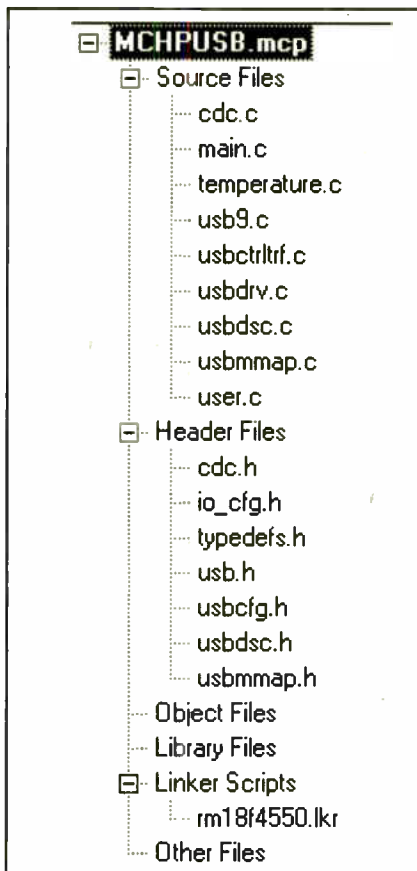 MCHPUSB.mcp
Source Files
cdc.c
main.c
temperature.c
usb9.c
usbctrltrf.c
usbdrv.c
usbdsc.c
usbmmap.c
user.c
Header Files
cdc.h
io_cfg.h
typedefs.h
usb.h
usbcfg.h
usbdsc.h
usbmmap.h
Object Files
Library Files
Linker Scripts
rm18f4550.lkr
Other Files